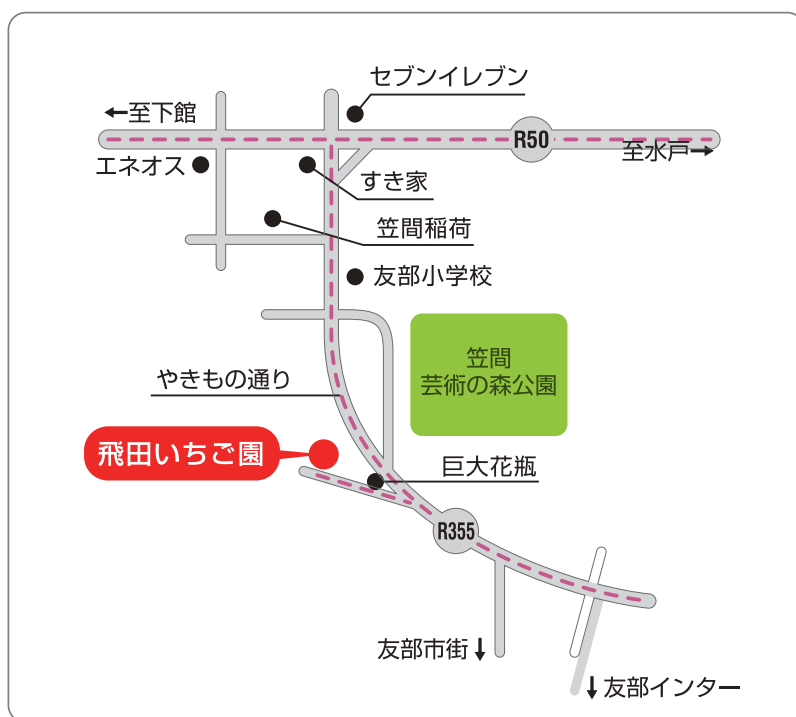 セブンイレブン
←至下館
R50
至水戸→
エネオス
すき家
笠間稲荷
友部小学校
笠間
芸術の森公園
やきもの通り
飛田いちご園
巨大花瓶
R355
友部市街↓
↓友部インター